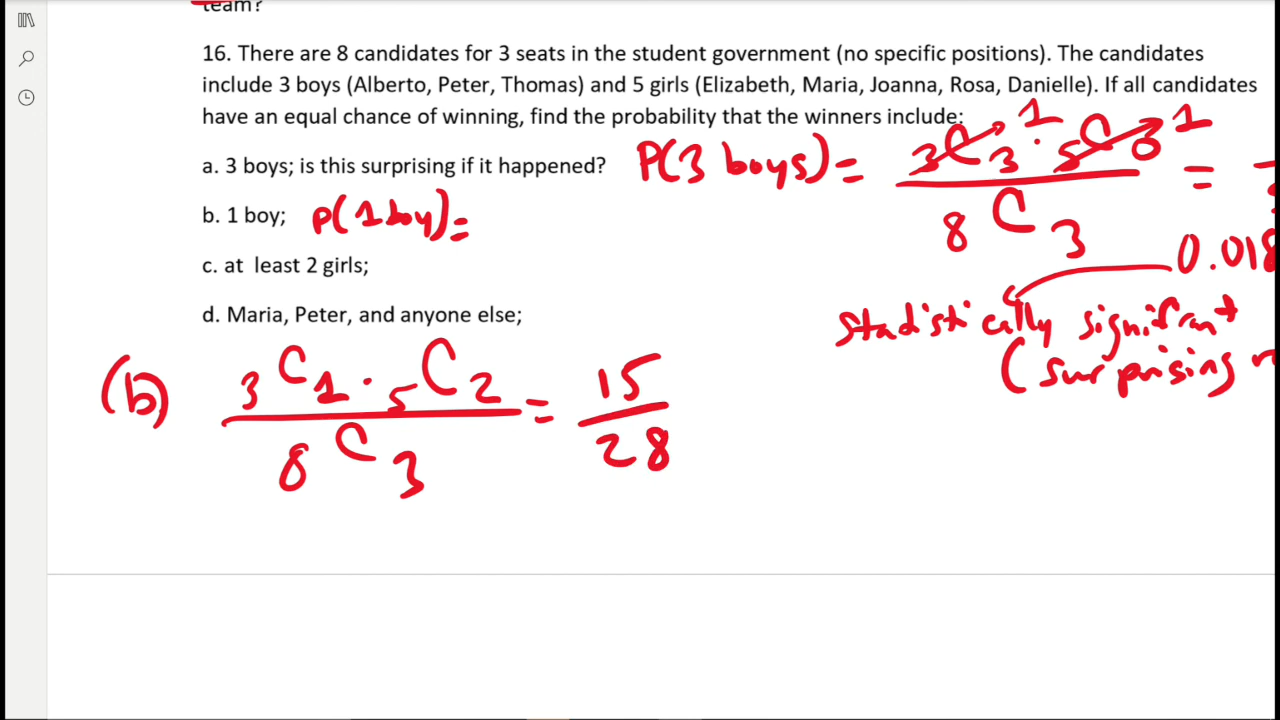 team?
16. There are 8 candidates for 3 seats in the student government (no specific positions). The candidates
include 3 boys (Alberto, Peter, Thomas) and 5 girls (Elizabeth, Maria, Joanna, Rosa, Danielle). If all candidates
have an equal chance of winning, find the probability that the winners include:
a. 3 boys; is this surprising if it happened? P(3 boys) = 3C3 1 · 5C0 1 / 8C3 =
0.018
b. 1 boy; P(1 boy) =
c. at least 2 girls;
statistically significant
(surprising
d. Maria, Peter, and anyone else;
(b) 3C1 · 5C2 / 8C3 = 15/28